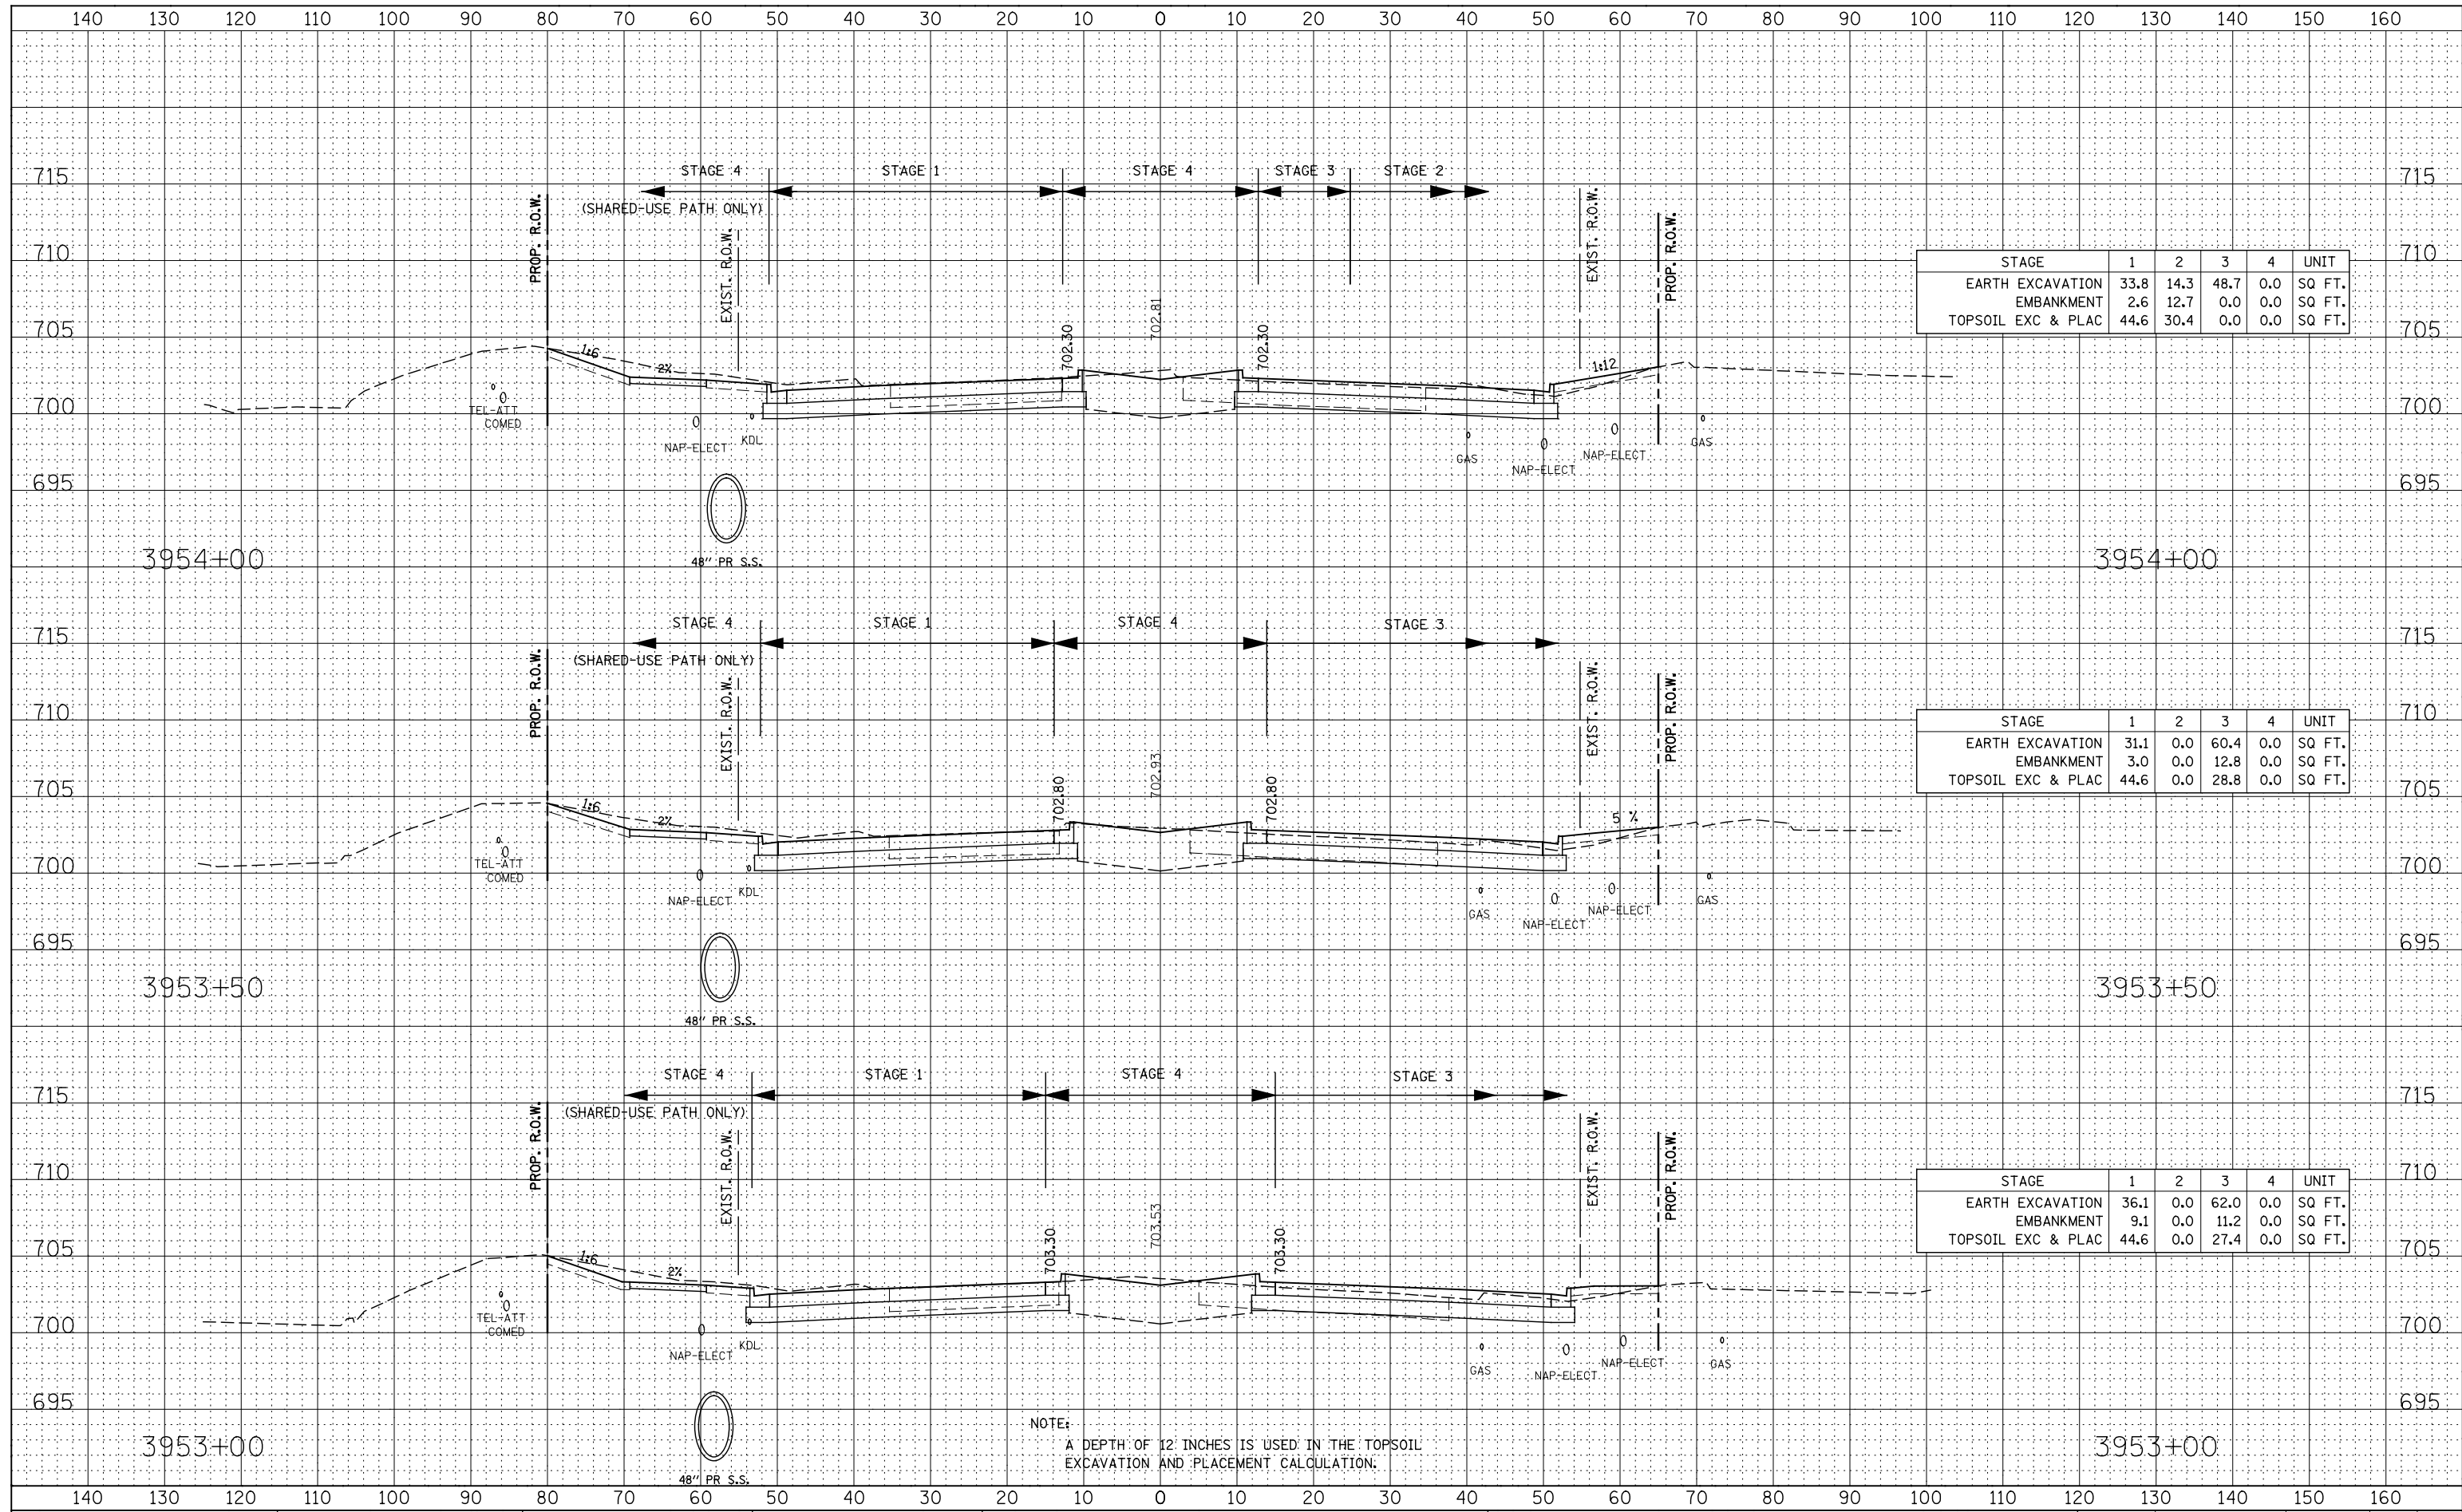 140 130 120 110 100 90 80 70 60 50 40 30 20 10 0 10 20 30 40 50 60 70 80 90 100 110 120 130 140 150 160
STAGE 4 STAGE 1 STAGE 4 STAGE 3 STAGE 2
715 715
(SHARED-USE PATH ONLY)
PROP. R.O.W.
EXIST. R.O.W.
EXIST. R.O.W.
PROP. R.O.W.
710 710
STAGE 1 2 3 4 UNIT
EARTH EXCAVATION 33.8 14.3 48.7 0.0 SQ FT.
EMBANKMENT 2.6 12.7 0.0 0.0 SQ FT.
TOPSOIL EXC & PLAC 44.6 30.4 0.0 0.0 SQ FT.
705 705
702.30
702.81
702.30
1:6
2%
1:12
700 700
TEL-ATT
COMED
NAP-ELECT
KDL
GAS
NAP-ELECT
NAP-ELECT
GAS
695 695
3954+00 3954+00
48" PR S.S.
STAGE 4 STAGE 1 STAGE 4 STAGE 3
715 715
(SHARED-USE PATH ONLY)
PROP. R.O.W.
EXIST. R.O.W.
EXIST. R.O.W.
PROP. R.O.W.
710 710
STAGE 1 2 3 4 UNIT
EARTH EXCAVATION 31.1 0.0 60.4 0.0 SQ FT.
EMBANKMENT 3.0 0.0 12.8 0.0 SQ FT.
TOPSOIL EXC & PLAC 44.6 0.0 28.8 0.0 SQ FT.
705 705
702.80
702.93
702.80
1:6
2%
5 %
700 700
TEL-ATT
COMED
NAP-ELECT
KDL
GAS
NAP-ELECT
NAP-ELECT
GAS
695 695
3953+50 3953+50
48" PR S.S.
STAGE 4 STAGE 1 STAGE 4 STAGE 3
715 715
(SHARED-USE PATH ONLY)
PROP. R.O.W.
EXIST. R.O.W.
EXIST. R.O.W.
PROP. R.O.W.
710 710
STAGE 1 2 3 4 UNIT
EARTH EXCAVATION 36.1 0.0 62.0 0.0 SQ FT.
EMBANKMENT 9.1 0.0 11.2 0.0 SQ FT.
TOPSOIL EXC & PLAC 44.6 0.0 27.4 0.0 SQ FT.
705 705
703.30
703.53
703.30
1:6
2%
700 700
TEL-ATT
COMED
NAP-ELECT
KDL
GAS
NAP-ELECT
NAP-ELECT
GAS
695 695
3953+00 3953+00
48" PR S.S.
NOTE:
A DEPTH OF 12 INCHES IS USED IN THE TOPSOIL
EXCAVATION AND PLACEMENT CALCULATION.
140 130 120 110 100 90 80 70 60 50 40 30 20 10 0 10 20 30 40 50 60 70 80 90 100 110 120 130 140 150 160